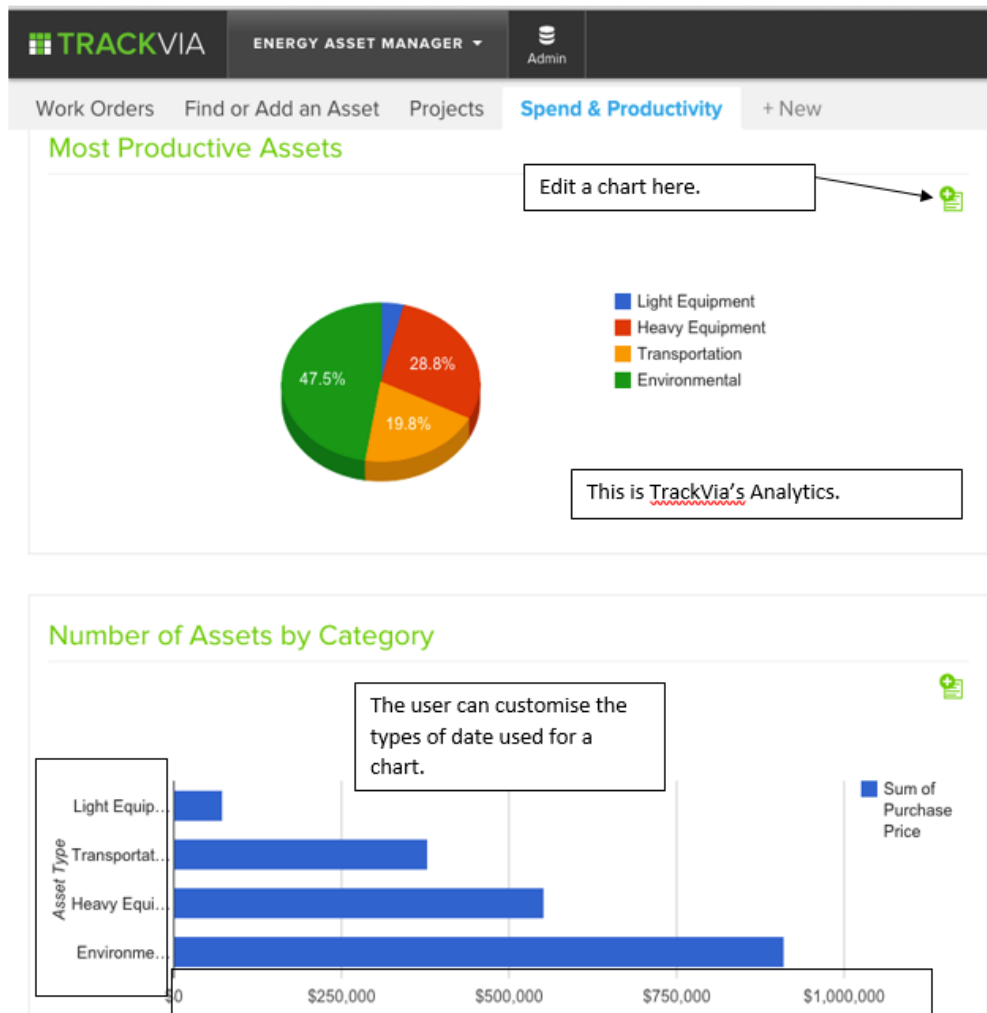 TRACKVIA
ENERGY ASSET MANAGER
Admin
Work Orders Find or Add an Asset Projects Spend & Productivity + New
Most Productive Assets
Edit a chart here.
Light Equipment
Heavy Equipment
Transportation
Environmental
47.5%
28.8%
19.8%
This is TrackVia's Analytics.
Number of Assets by Category
The user can customise the
types of date used for a
chart.
Sum of
Purchase
Price
Asset Type
Light Equip...
Transportat...
Heavy Equi...
Environme...
$0 $250,000 $500,000 $750,000 $1,000,000